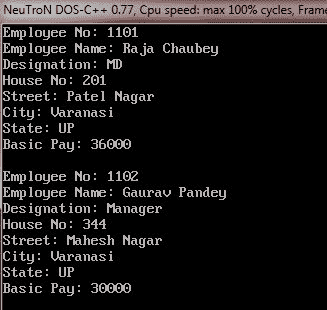 NeuTroN DOS-C++ 0.77, Cpu speed: max 100% cycles, Frame
Employee No: 1101
Employee Name: Raja Chaubey
Designation: MD
House No: 201
Street: Patel Nagar
City: Varanasi
State: UP
Basic Pay: 36000
Employee No: 1102
Employee Name: Gaurav Pandey
Designation: Manager
House No: 344
Street: Mahesh Nagar
City: Varanasi
State: UP
Basic Pay: 30000